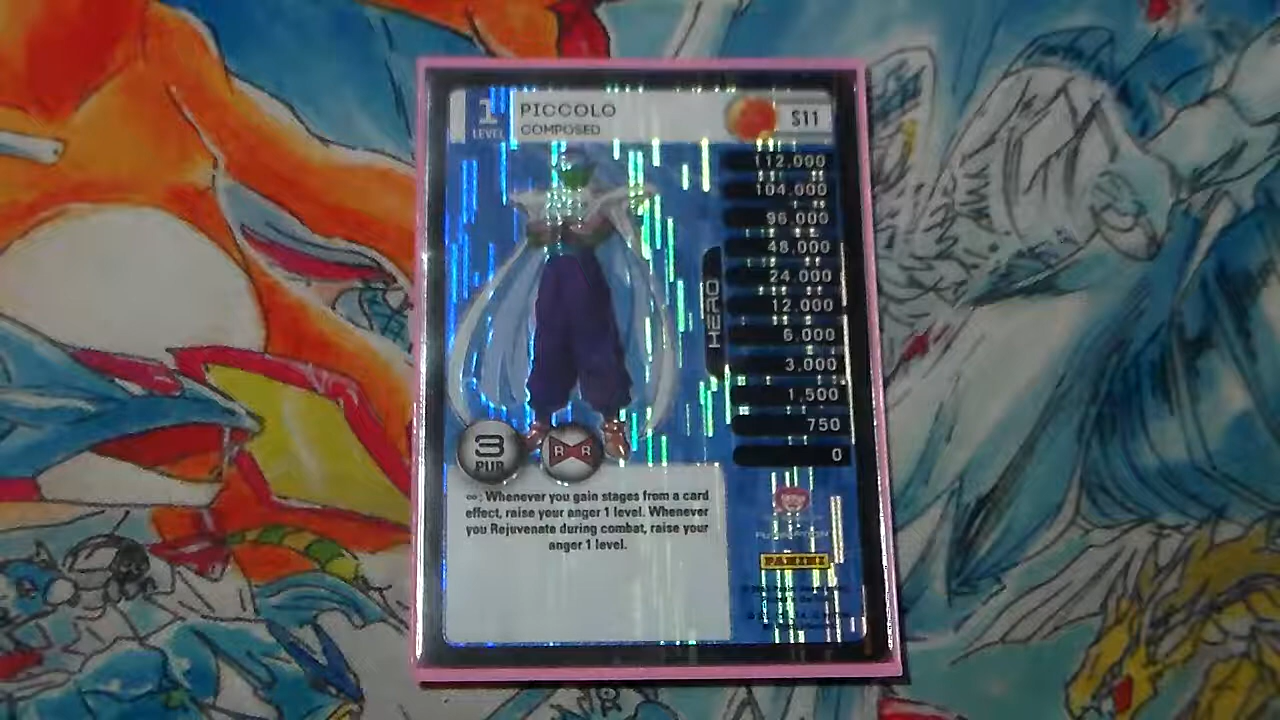 1
LEVEL
PICCOLO
COMPOSED
S11
112,000
104,000
96,000
48,000
24,000
12,000
6,000
3,000
1,500
750
0
HERO
3
PUR
R R
∞: Whenever you gain stages from a card
effect, raise your anger 1 level. Whenever
you Rejuvenate during combat, raise your
anger 1 level.
PANINI